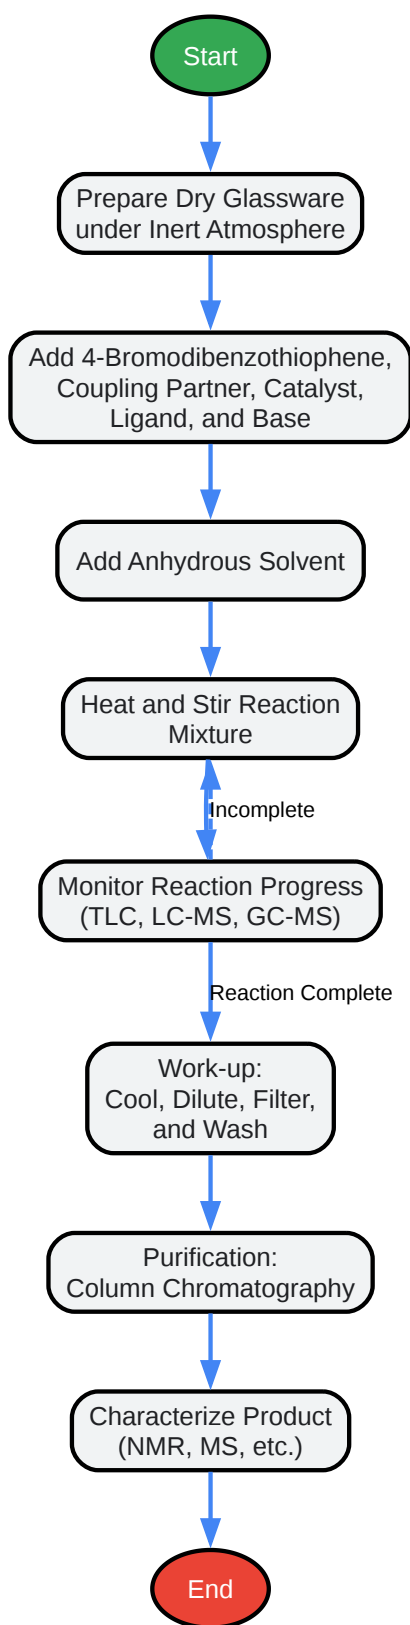 Start
Prepare Dry Glassware
under Inert Atmosphere
Add 4-Bromodibenzothiophene,
Coupling Partner, Catalyst,
Ligand, and Base
Add Anhydrous Solvent
Heat and Stir Reaction
Mixture
Incomplete
Monitor Reaction Progress
(TLC, LC-MS, GC-MS)
Reaction Complete
Work-up:
Cool, Dilute, Filter,
and Wash
Purification:
Column Chromatography
Characterize Product
(NMR, MS, etc.)
End